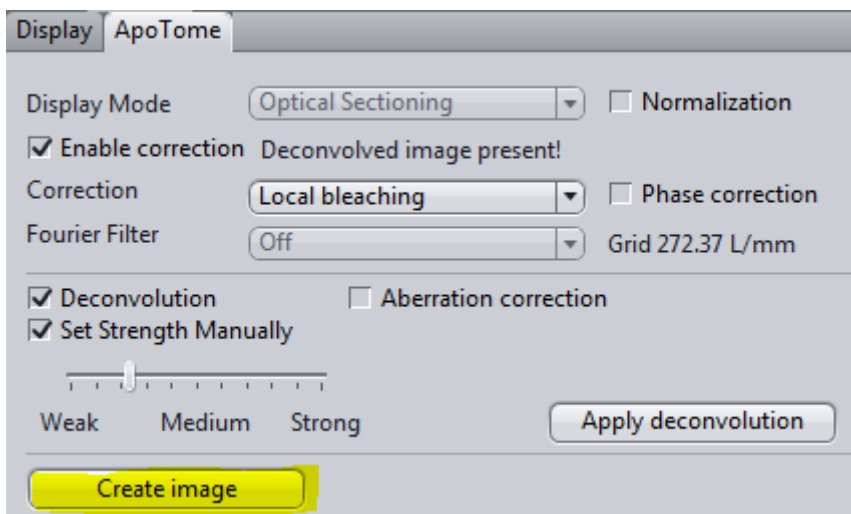 Display ApoTome
Display Mode Optical Sectioning Normalization
Enable correction Deconvolved image present!
Correction Local bleaching Phase correction
Fourier Filter Off Grid 272.37 L/mm
Deconvolution Aberration correction
Set Strength Manually
Weak Medium Strong Apply deconvolution
Create image